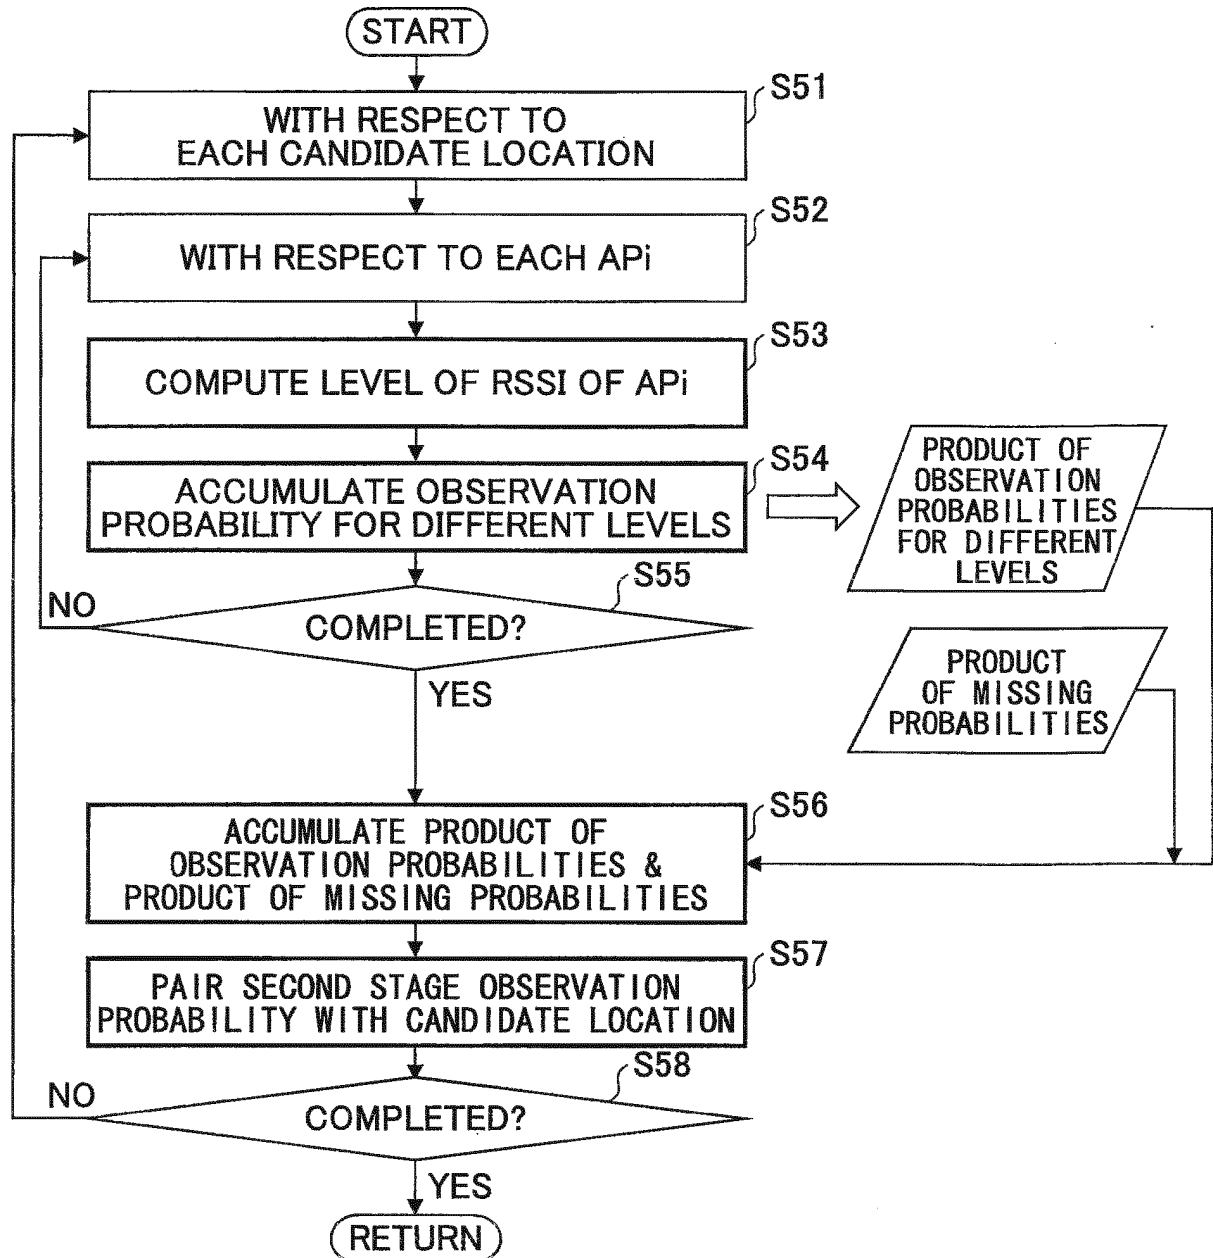 START
S51
WITH RESPECT TO
EACH CANDIDATE LOCATION
S52
WITH RESPECT TO EACH APi
S53
COMPUTE LEVEL OF RSSI OF APi
S54
ACCUMULATE OBSERVATION
PROBABILITY FOR DIFFERENT LEVELS
PRODUCT OF
OBSERVATION
PROBABILITIES
FOR DIFFERENT
LEVELS
S55
NO
COMPLETED?
YES
PRODUCT
OF MISSING
PROBABILITIES
S56
ACCUMULATE PRODUCT OF
OBSERVATION PROBABILITIES &
PRODUCT OF MISSING PROBABILITIES
S57
PAIR SECOND STAGE OBSERVATION
PROBABILITY WITH CANDIDATE LOCATION
S58
NO
COMPLETED?
YES
RETURN